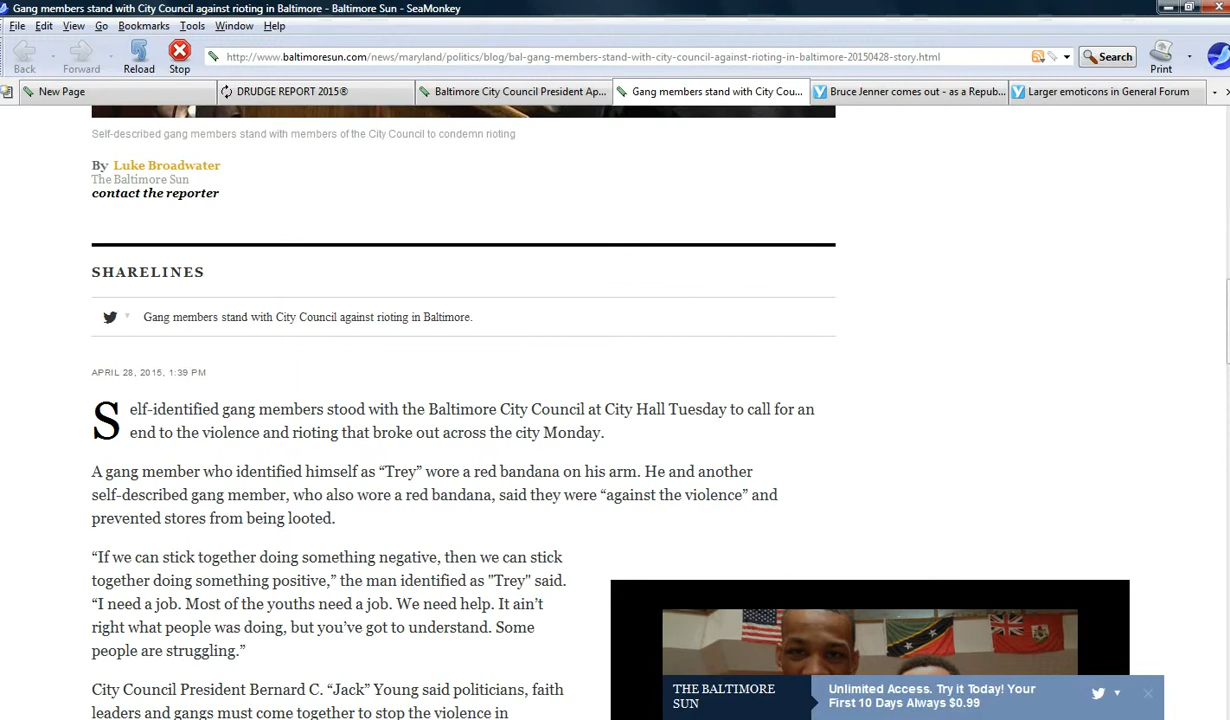 Gang members stand with City Council against rioting in Baltimore - Baltimore Sun - SeaMonkey
File Edit View Go Bookmarks Tools Window Help
Back Forward Reload Stop
http://www.baltimoresun.com/news/maryland/politics/blog/bal-gang-members-stand-with-city-council-against-rioting-in-baltimore-20150428-story.html
Search
Print
New Page
DRUDGE REPORT 2015®
Baltimore City Council President Ap...
Gang members stand with City Cou...
Bruce Jenner comes out - as a Repub...
Larger emoticons in General Forum
Self-described gang members stand with members of the City Council to condemn rioting
By Luke Broadwater
The Baltimore Sun
contact the reporter
SHARELINES
Gang members stand with City Council against rioting in Baltimore.
APRIL 28, 2015, 1:39 PM
Self-identified gang members stood with the Baltimore City Council at City Hall Tuesday to call for an
end to the violence and rioting that broke out across the city Monday.
A gang member who identified himself as “Trey” wore a red bandana on his arm. He and another
self-described gang member, who also wore a red bandana, said they were “against the violence” and
prevented stores from being looted.
“If we can stick together doing something negative, then we can stick
together doing something positive,” the man identified as "Trey" said.
“I need a job. Most of the youths need a job. We need help. It ain’t
right what people was doing, but you’ve got to understand. Some
people are struggling.”
City Council President Bernard C. “Jack” Young said politicians, faith
leaders and gangs must come together to stop the violence in
THE BALTIMORE
SUN
Unlimited Access. Try it Today! Your
First 10 Days Always $0.99